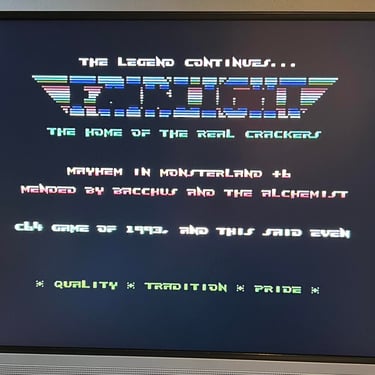 THE LEGEND CONTINUES...
FAIRLIGHT
THE HOME OF THE REAL CRACKERS
MAYHEM IN MONSTERLAND +6
MENDED BY BACCHUS AND THE ALCHEMIST
C64 GAME OF 1993, AND THIS SAID EVEN
* QUALITY * TRADITION * PRIDE *